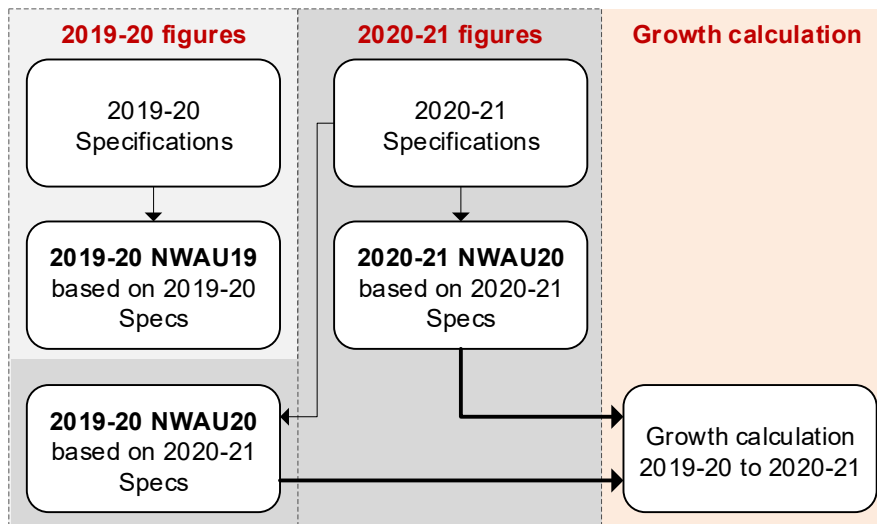 2019-20 figures
2019-20
Specifications
2019-20 NWAU19
based on 2019-20
Specs
2019-20 NWAU20
based on 2020-21
Specs
2020-21 figures
2020-21
Specifications
2020-21 NWAU20
based on 2020-21
Specs
Growth calculation
Growth calculation
2019-20 to 2020-21